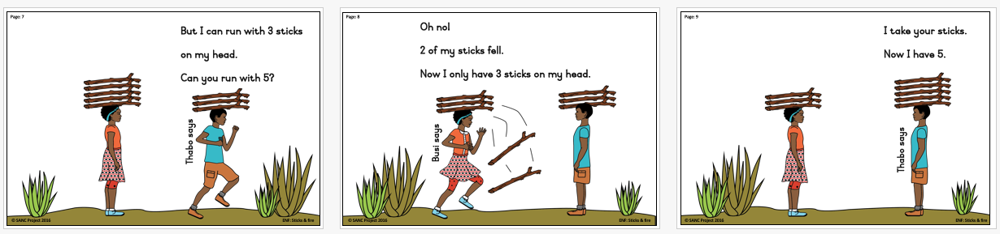 Page: 7
But I can run with 3 sticks
on my head.
Can you run with 5?
Thabo says
© SANC Project 2016
ENF: Sticks & fire
Page: 8
Oh no!
2 of my sticks fell.
Now I only have 3 sticks on my head.
Busi says
© SANC Project 2016
ENF: Sticks & fire
Page: 9
I take your sticks.
Now I have 5.
Thabo says
© SANC Project 2016
ENF: Sticks & fire